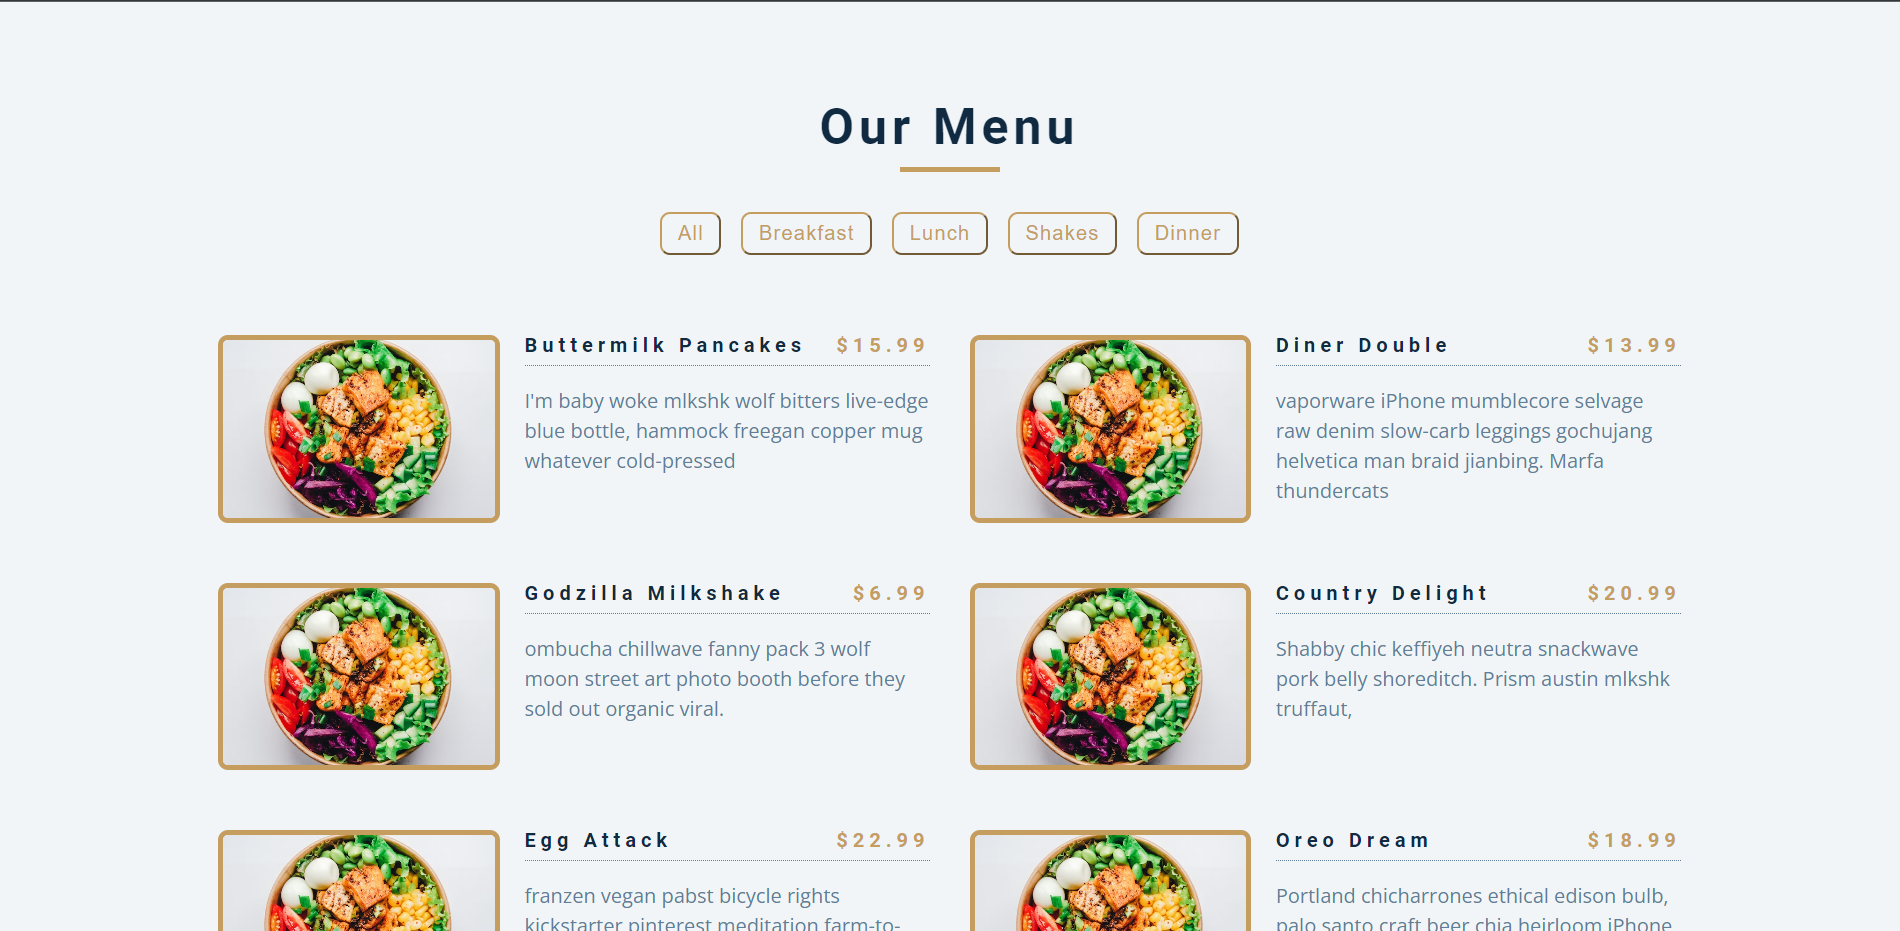 Our Menu
All
Breakfast
Lunch
Shakes
Dinner
Buttermilk Pancakes $15.99
I'm baby woke mlkshk wolf bitters live-edge
blue bottle, hammock freegan copper mug
whatever cold-pressed
Diner Double $13.99
vaporware iPhone mumblecore selvage
raw denim slow-carb leggings gochujang
helvetica man braid jianbing. Marfa
thundercats
Godzilla Milkshake $6.99
ombucha chillwave fanny pack 3 wolf
moon street art photo booth before they
sold out organic viral.
Country Delight $20.99
Shabby chic keffiyeh neutra snackwave
pork belly shoreditch. Prism austin mlkshk
truffaut,
Egg Attack $22.99
franzen vegan pabst bicycle rights
kickstarter pinterest meditation farm-to-
Oreo Dream $18.99
Portland chicharrones ethical edison bulb,
palo santo craft beer chia heirloom iPhone